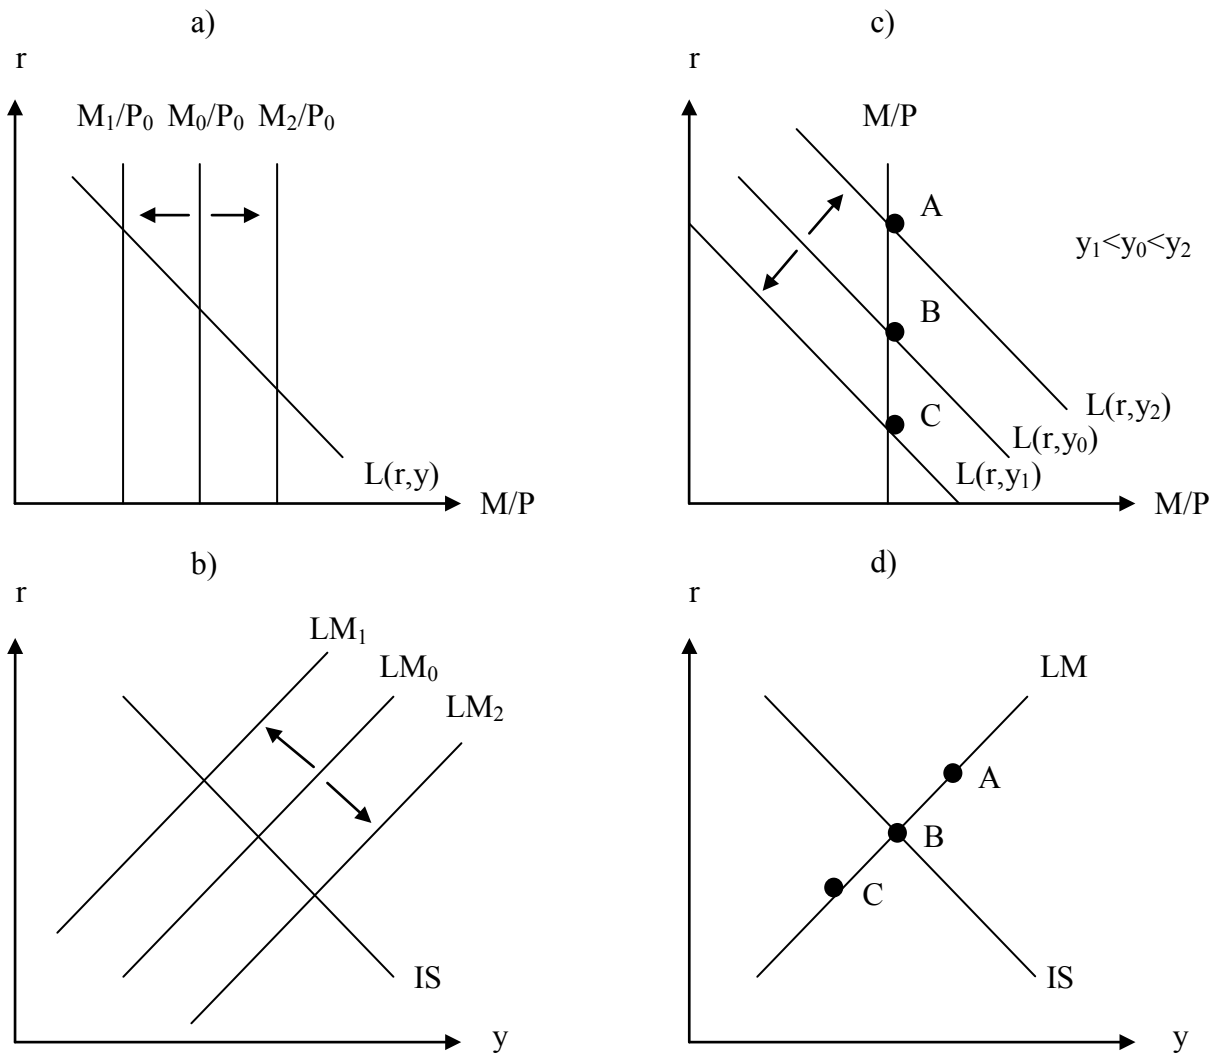 a)
r
M₁/P₀ M₀/P₀ M₂/P₀
L(r,y)
M/P
c)
r
M/P
A
y₁<y₀<y₂
B
C
L(r,y₂)
L(r,y₀)
L(r,y₁)
M/P
b)
r
LM₁
LM₀
LM₂
IS
y
d)
r
LM
A
B
C
IS
y